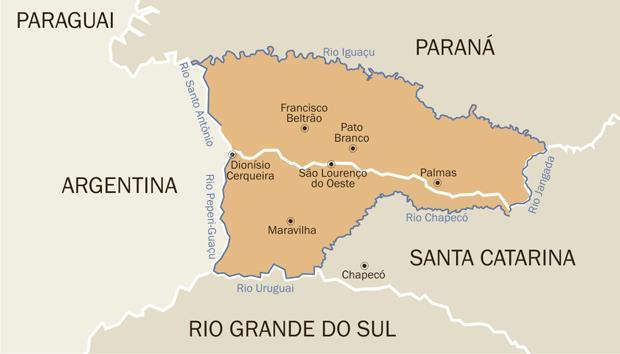 PARAGUAI
PARANÁ
Rio Iguaçu
Rio Santo Antônio
Francisco
Beltrão
Pato
Branco
Dionísio
Cerqueira
São Lourenço
do Oeste
Palmas
Rio Jangada
ARGENTINA
Rio Peperi-Guaçu
Maravilha
Rio Chapecó
SANTA CATARINA
Chapecó
Rio Uruguai
RIO GRANDE DO SUL